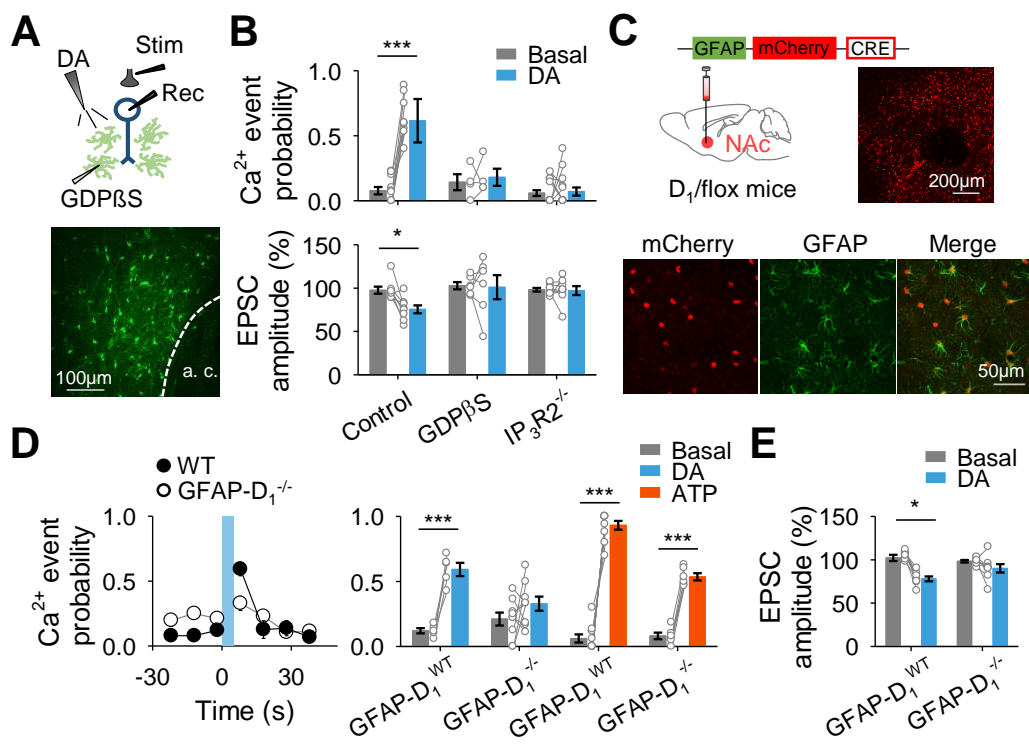 A
DA
Stim
Rec
GDPβS
100µm
a. c.
B
Basal
DA
***
Ca²⁺ event
probability
1.0
0.5
0.0
*
EPSC
amplitude (%)
150
100
50
0
Control
GDPβS
IP₃R2⁻/⁻
C
GFAP
mCherry
CRE
NAc
D₁/flox mice
200µm
mCherry
GFAP
Merge
50µm
D
WT
GFAP-D₁⁻/⁻
Ca²⁺ event
probability
1.0
0.5
0.0
-30
0
30
Time (s)
Basal
DA
ATP
1.0
0.5
0.0
***
***
***
GFAP-D₁ᵂᵀ
GFAP-D₁⁻/⁻
GFAP-D₁ᵂᵀ
GFAP-D₁⁻/⁻
E
Basal
DA
*
EPSC
amplitude (%)
150
100
50
0
GFAP-D₁ᵂᵀ
GFAP-D₁⁻/⁻